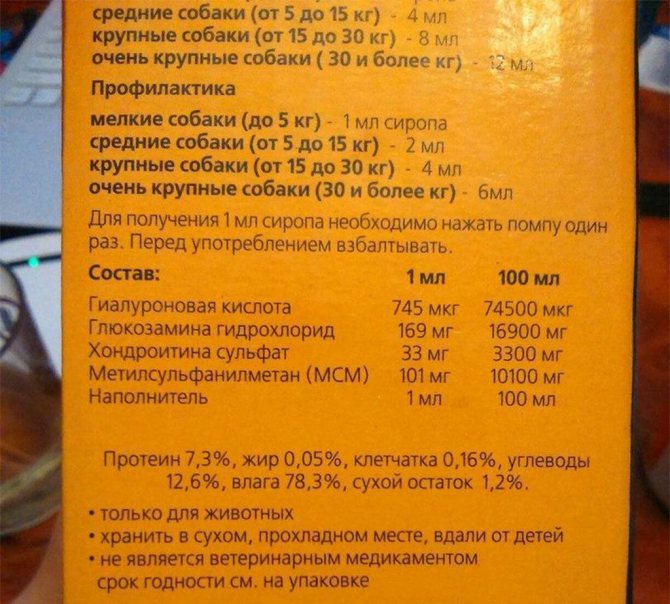 сиропа
средние собаки (от 5 до 15 кг) - 4 мл
крупные собаки (от 15 до 30 кг) - 8 мл
очень крупные собаки ( 30 и более кг) - 12 мл
Профилактика
мелкие собаки (до 5 кг) - 1 мл сиропа
средние собаки (от 5 до 15 кг) - 2 мл
крупные собаки (от 15 до 30 кг) - 4 мл
очень крупные собаки (30 и более кг) - 6мл
Для получения 1 мл сиропа необходимо нажать помпу один
раз. Перед употреблением взбалтывать.
Состав: 1 мл 100 мл
Гиалуроновая кислота 745 мкг 74500 мкг
Глюкозамина гидрохлорид 169 мг 16900 мг
Хондроитина сульфат 33 мг 3300 мг
Метилсульфанилметан (МСМ) 101 мг 10100 мг
Наполнитель 1 мл 100 мл
Протеин 7,3%, жир 0,05%, клетчатка 0,16%, углеводы
12,6%, влага 78,3%, сухой остаток 1,2%.
• только для животных
• хранить в сухом, прохладном месте, вдали от детей
• не является ветеринарным медикаментом
срок годности см. на упаковке